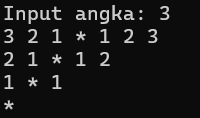 Input angka: 3
3 2 1 * 1 2 3
2 1 * 1 2
1 * 1
*